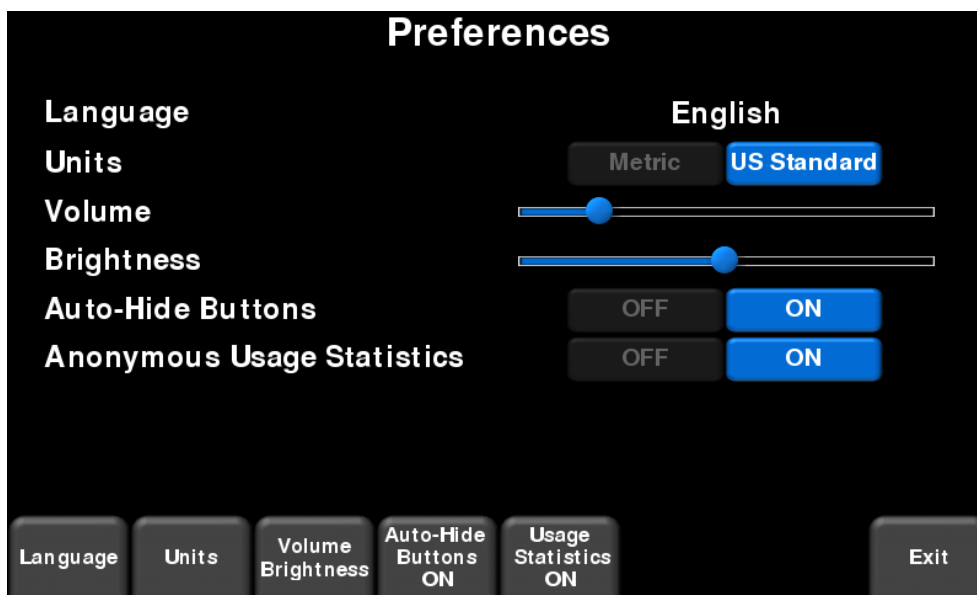 Preferences
Language English
Units Metric US Standard
Volume
Brightness
Auto-Hide Buttons OFF ON
Anonymous Usage Statistics OFF ON
Language
Units
Volume
Brightness
Auto-Hide
Buttons
ON
Usage
Statistics
ON
Exit